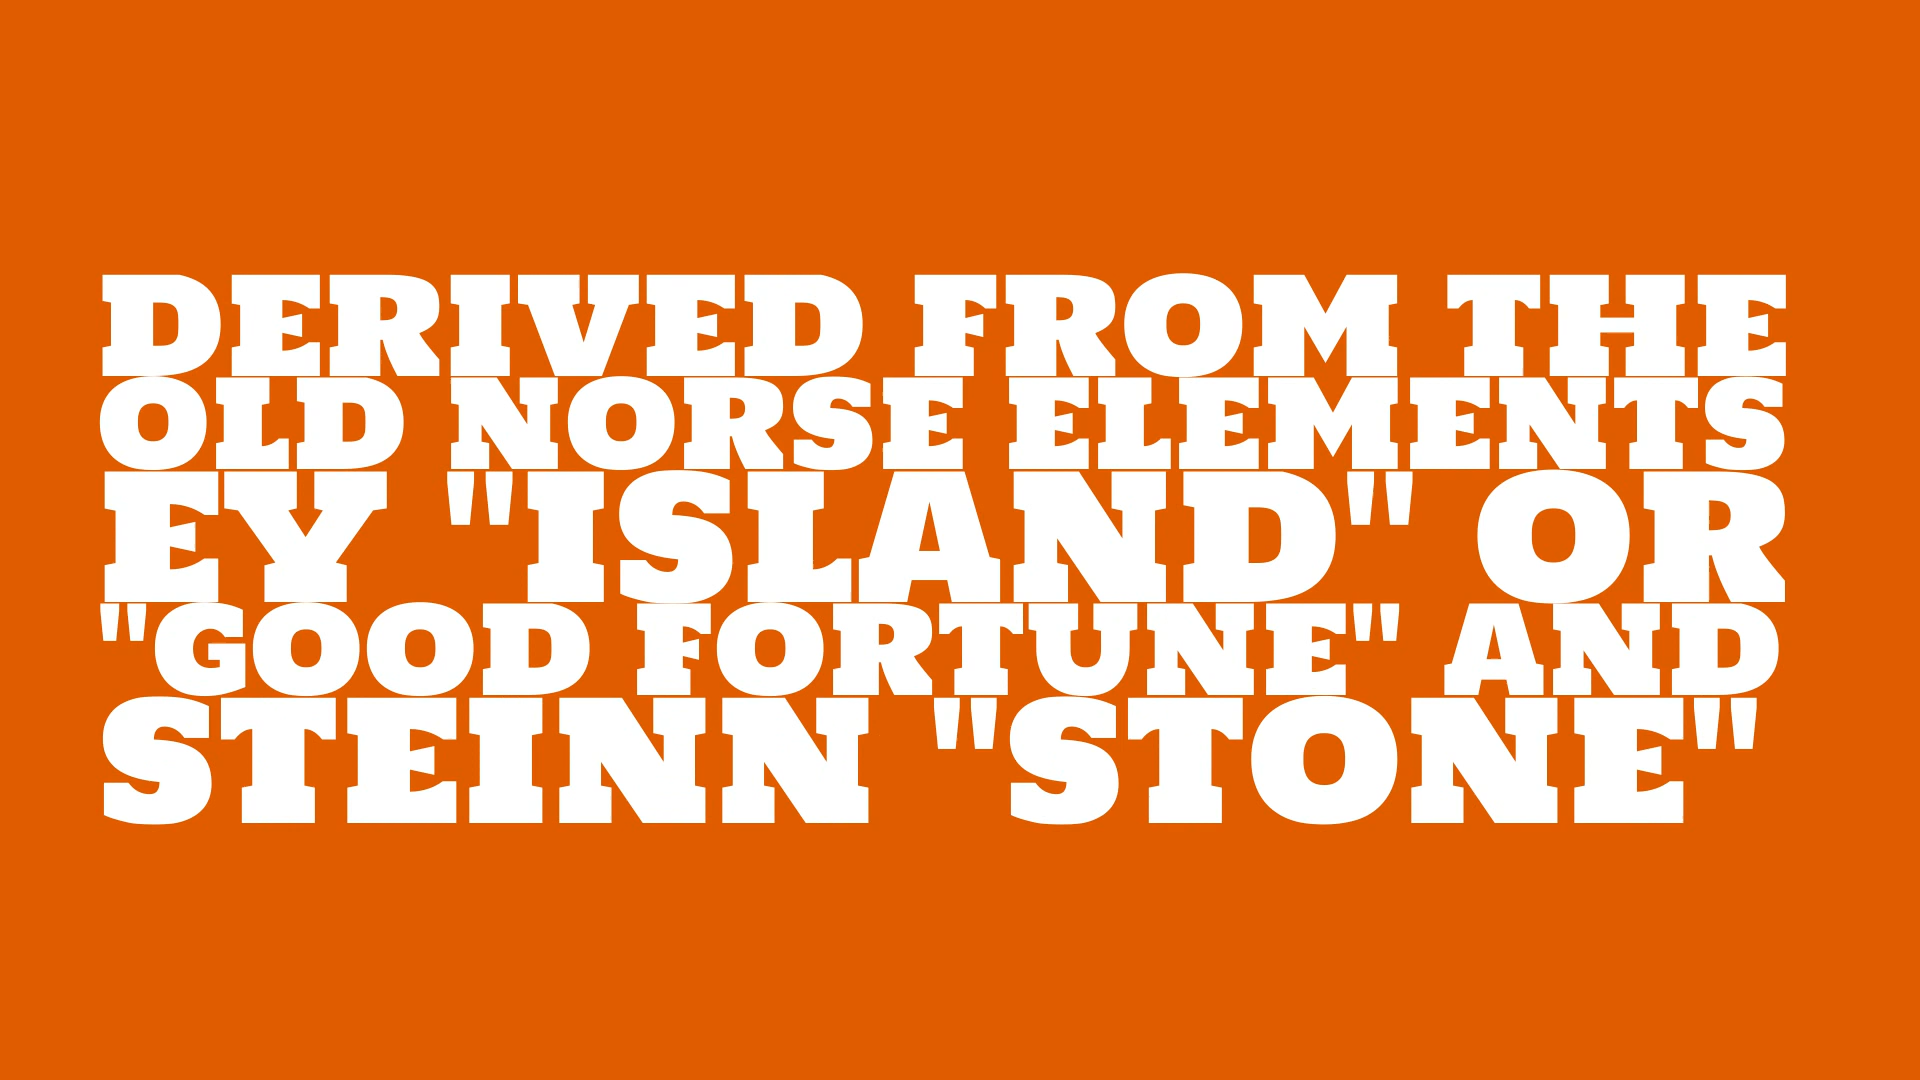 DERIVED FROM THE
OLD NORSE ELEMENTS
EY "ISLAND" OR
"GOOD FORTUNE" AND
STEINN "STONE"